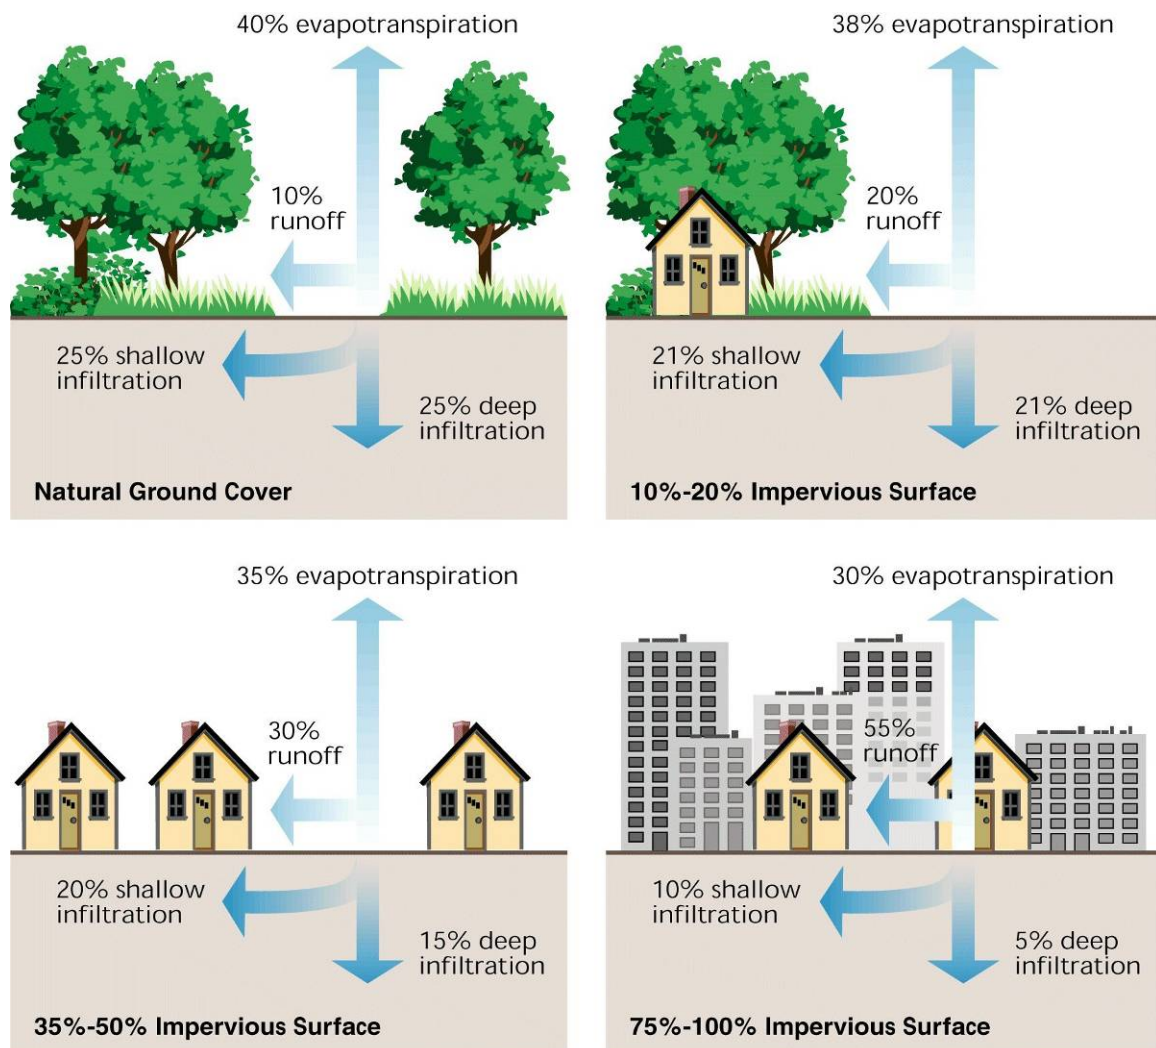 40% evapotranspiration
10%
runoff
25% shallow
infiltration
25% deep
infiltration
Natural Ground Cover
38% evapotranspiration
20%
runoff
21% shallow
infiltration
21% deep
infiltration
10%-20% Impervious Surface
35% evapotranspiration
30%
runoff
20% shallow
infiltration
15% deep
infiltration
35%-50% Impervious Surface
30% evapotranspiration
55%
runoff
10% shallow
infiltration
5% deep
infiltration
75%-100% Impervious Surface